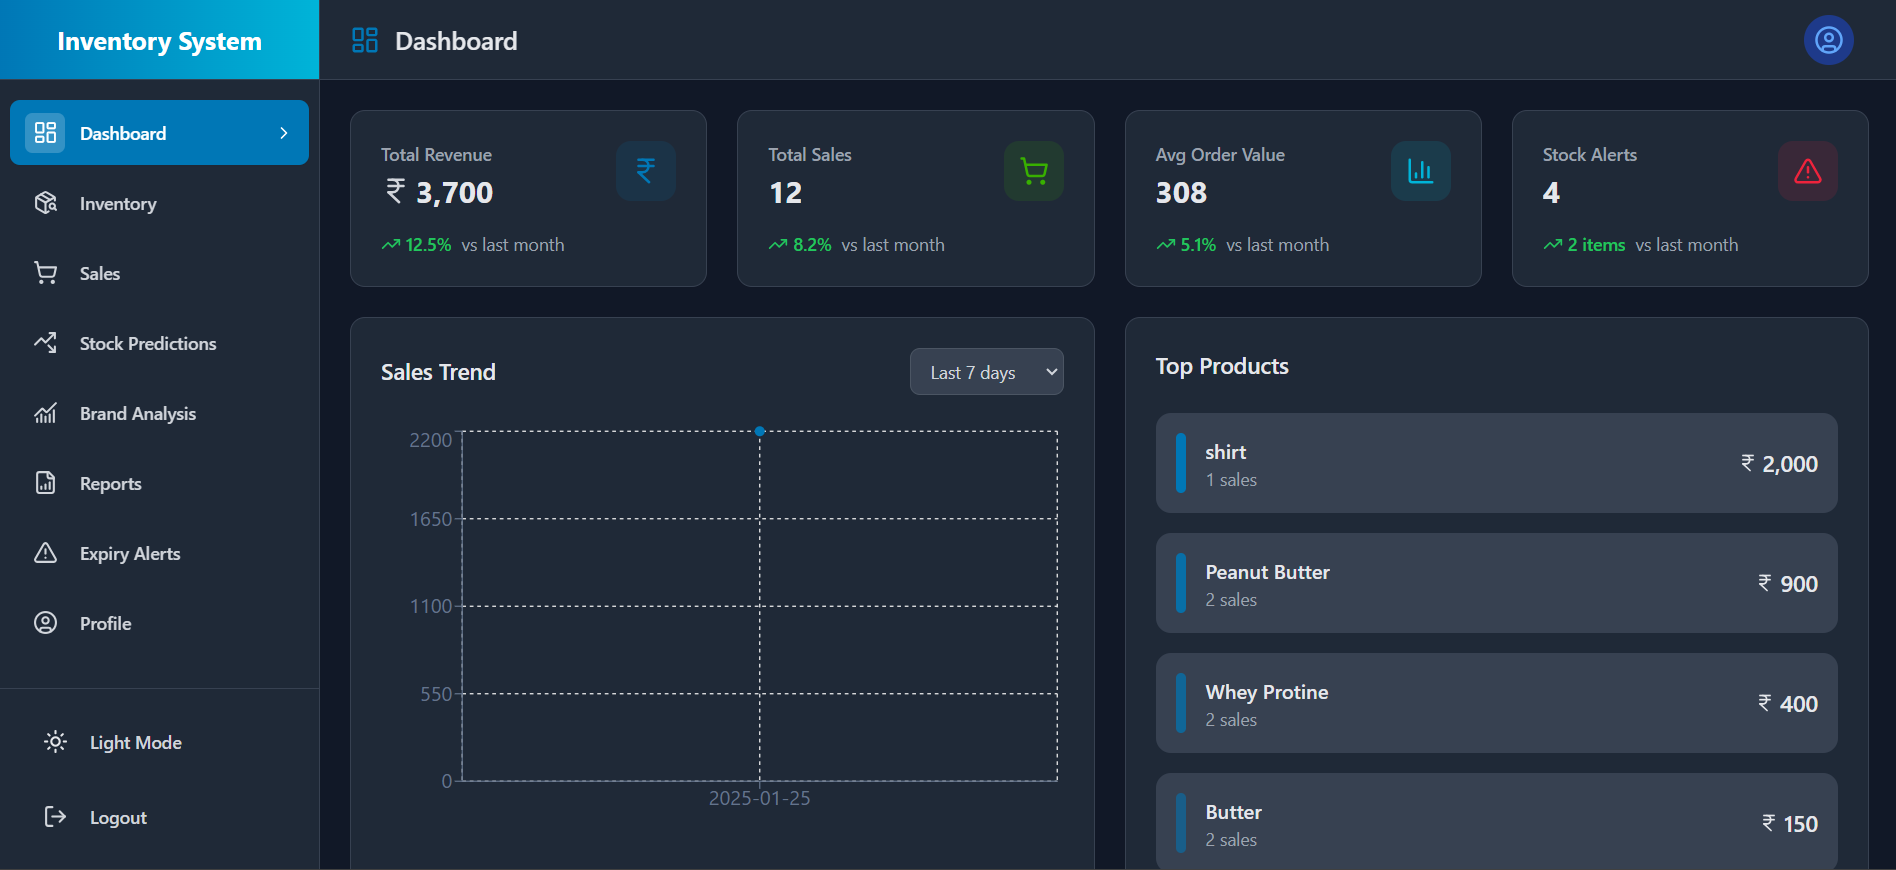 Inventory System
Dashboard
Dashboard
Inventory
Sales
Stock Predictions
Brand Analysis
Reports
Expiry Alerts
Profile
Light Mode
Logout
Total Revenue
₹ 3,700
12.5% vs last month
Total Sales
12
8.2% vs last month
Avg Order Value
308
5.1% vs last month
Stock Alerts
4
2 items vs last month
Sales Trend
Last 7 days
2200
1650
1100
550
0
2025-01-25
Top Products
shirt
1 sales
₹ 2,000
Peanut Butter
2 sales
₹ 900
Whey Protine
2 sales
₹ 400
Butter
2 sales
₹ 150